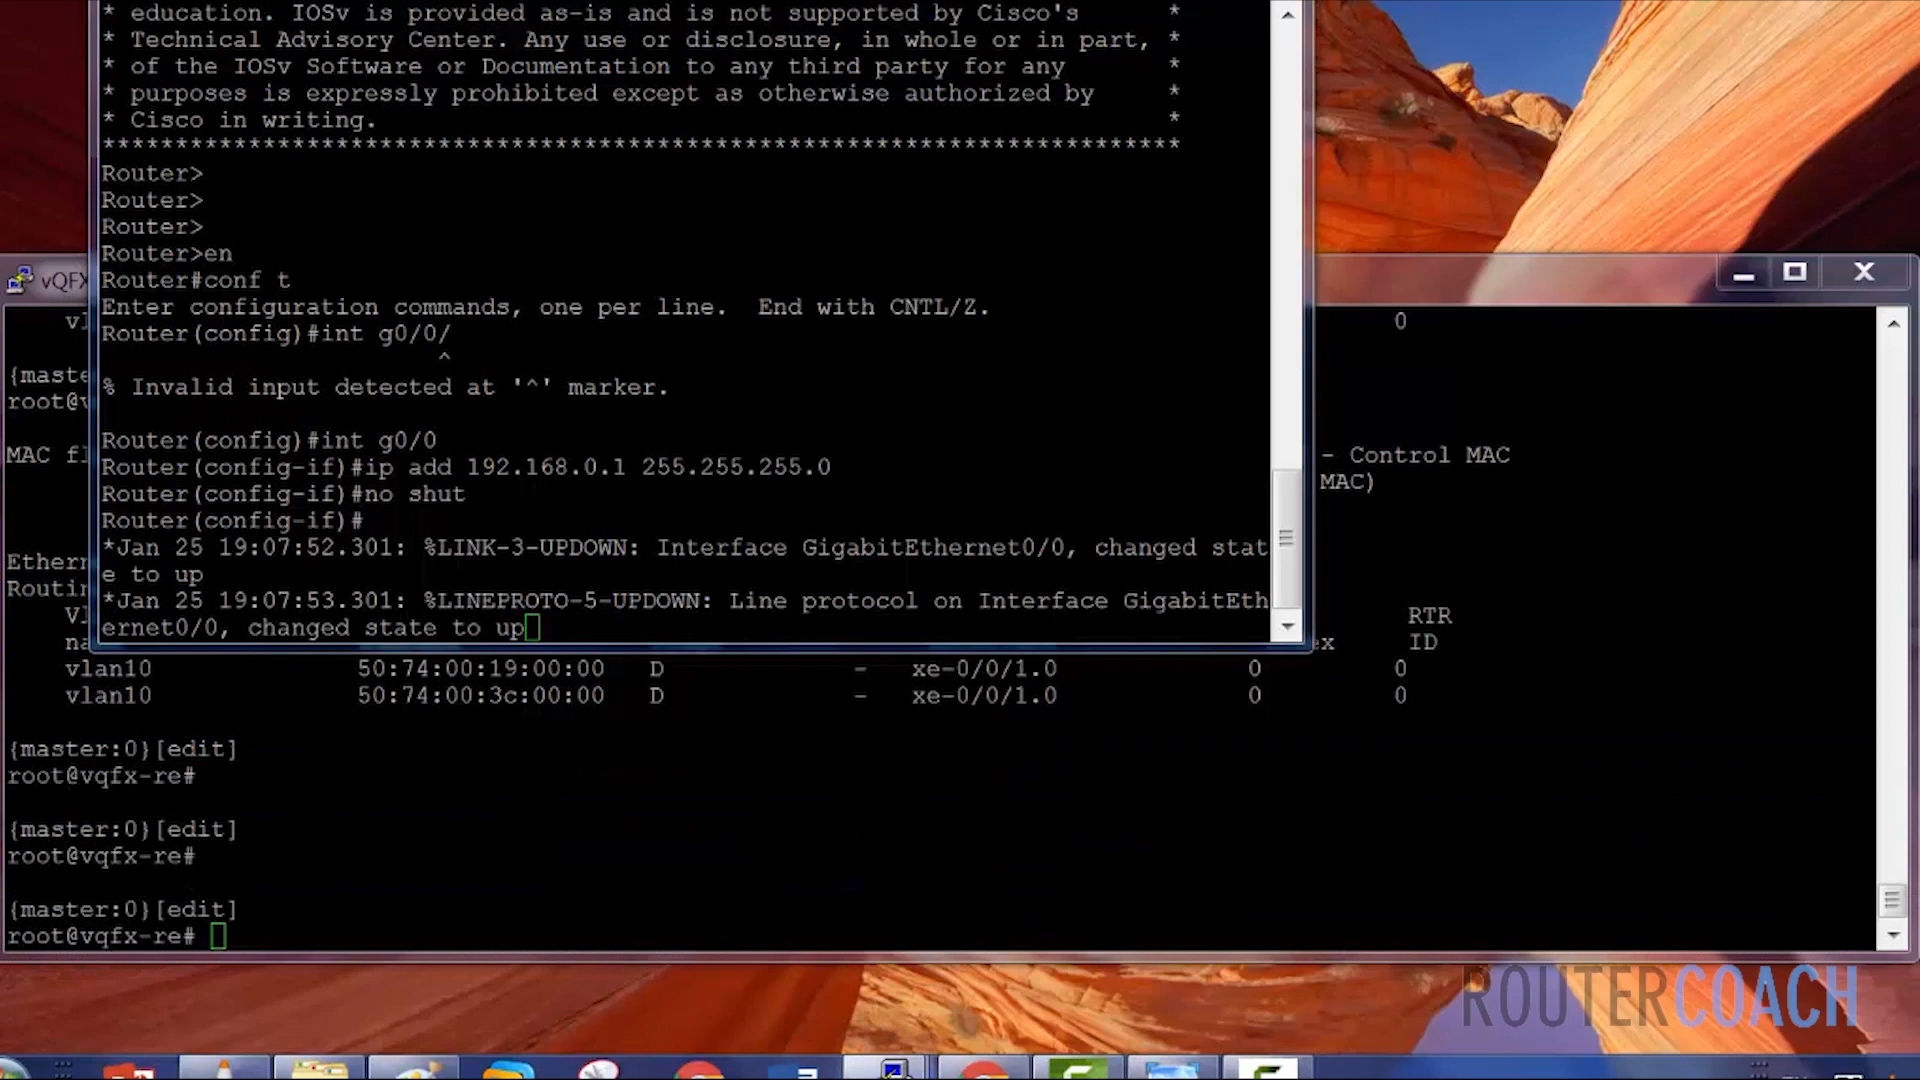 * education. IOSv is provided as-is and is not supported by Cisco's *
* Technical Advisory Center. Any use or disclosure, in whole or in part, *
* of the IOSv Software or Documentation to any third party for any *
* purposes is expressly prohibited except as otherwise authorized by *
* Cisco in writing. *
**************************************************************************
Router>
Router>
Router>
Router>en
Router#conf t
Enter configuration commands, one per line.  End with CNTL/Z.
Router(config)#int g0/0/
^
% Invalid input detected at '^' marker.
Router(config)#int g0/0
Router(config-if)#ip add 192.168.0.1 255.255.255.0
Router(config-if)#no shut
Router(config-if)#
*Jan 25 19:07:52.301: %LINK-3-UPDOWN: Interface GigabitEthernet0/0, changed stat
e to up
*Jan 25 19:07:53.301: %LINEPROTO-5-UPDOWN: Line protocol on Interface GigabitEth
ernet0/0, changed state to up
vQFX
vl 0
{maste
root@v
MAC fl - Control MAC
MAC)
Ethern
Routin
Vl RTR
na ex ID
vlan10 50:74:00:19:00:00 D - xe-0/0/1.0 0 0
vlan10 50:74:00:3c:00:00 D - xe-0/0/1.0 0 0
{master:0}[edit]
root@vqfx-re#
{master:0}[edit]
root@vqfx-re#
{master:0}[edit]
root@vqfx-re#
ROUTERCOACH